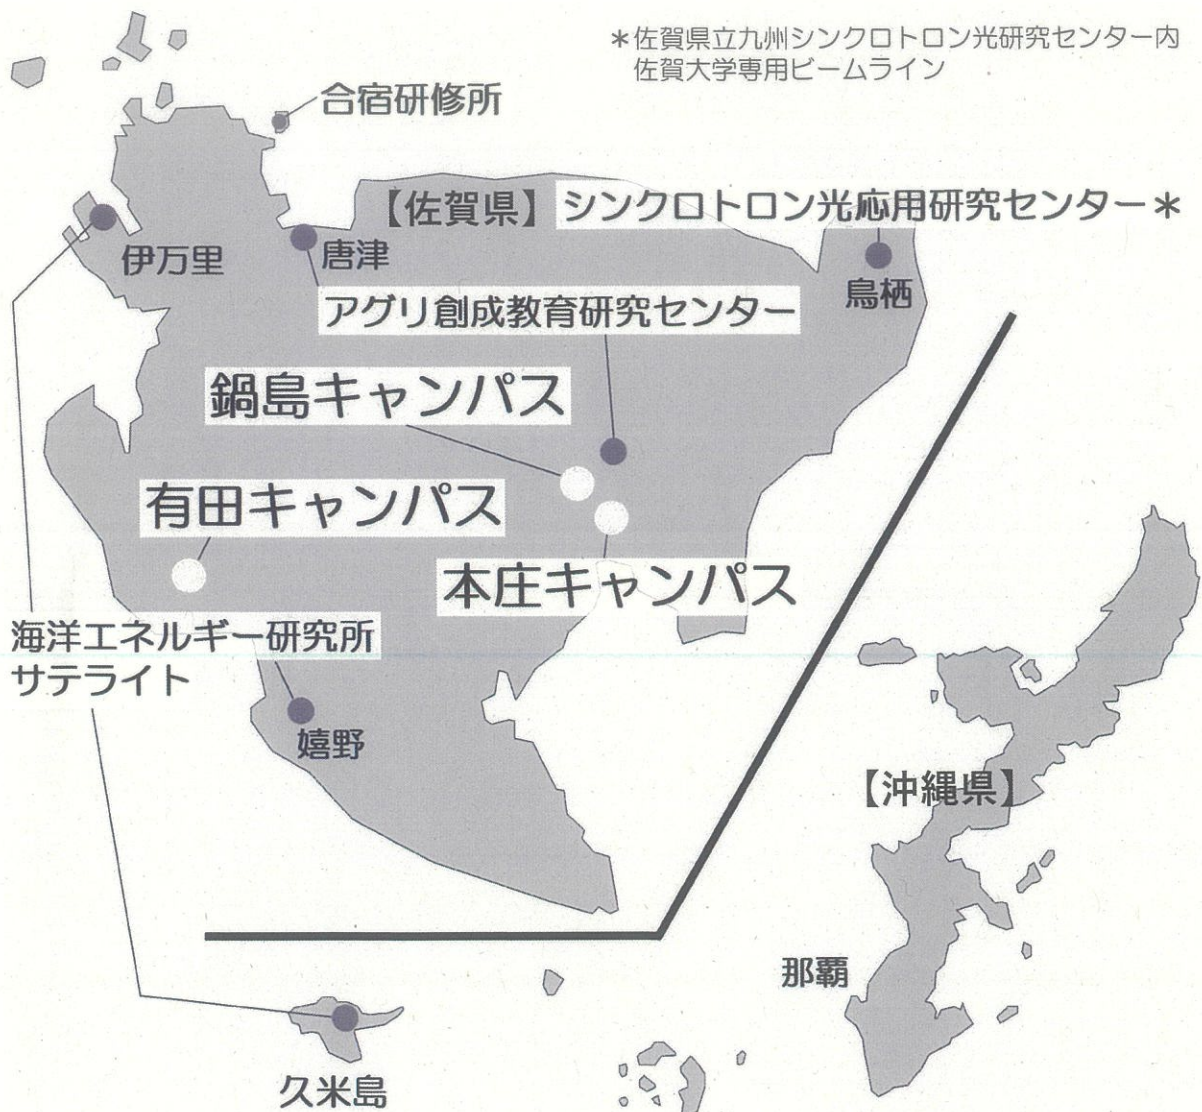 *佐賀県立九州シンクロトロン光研究センター内
佐賀大学専用ビームライン
合宿研修所
【佐賀県】
シンクロトロン光応用研究センター*
伊万里
唐津
鳥栖
アグリ創成教育研究センター
鍋島キャンパス
有田キャンパス
本庄キャンパス
海洋エネルギー研究所
サテライト
嬉野
【沖縄県】
那覇
久米島